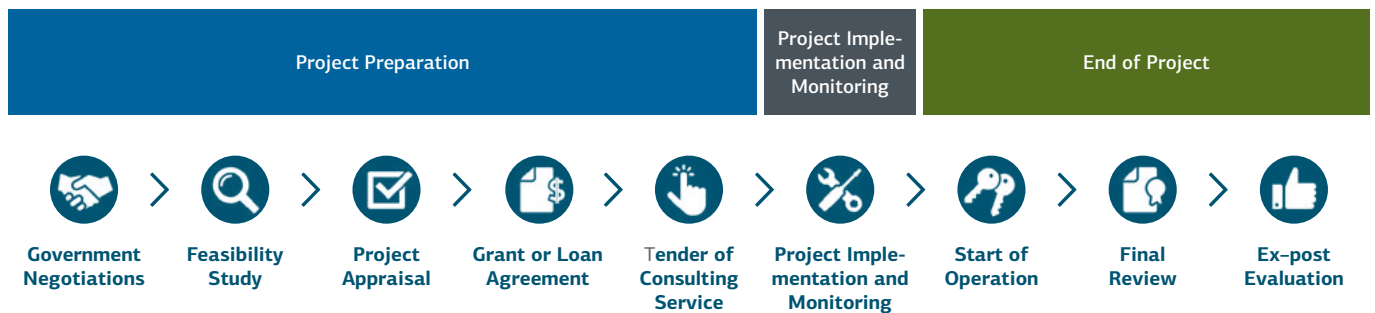 Project Preparation
Project Imple-
mentation and
Monitoring
End of Project
$
Government
Negotiations
Feasibility
Study
Project
Appraisal
Grant or Loan
Agreement
Tender of
Consulting
Service
Project Imple-
mentation and
Monitoring
Start of
Operation
Final
Review
Ex-post
Evaluation